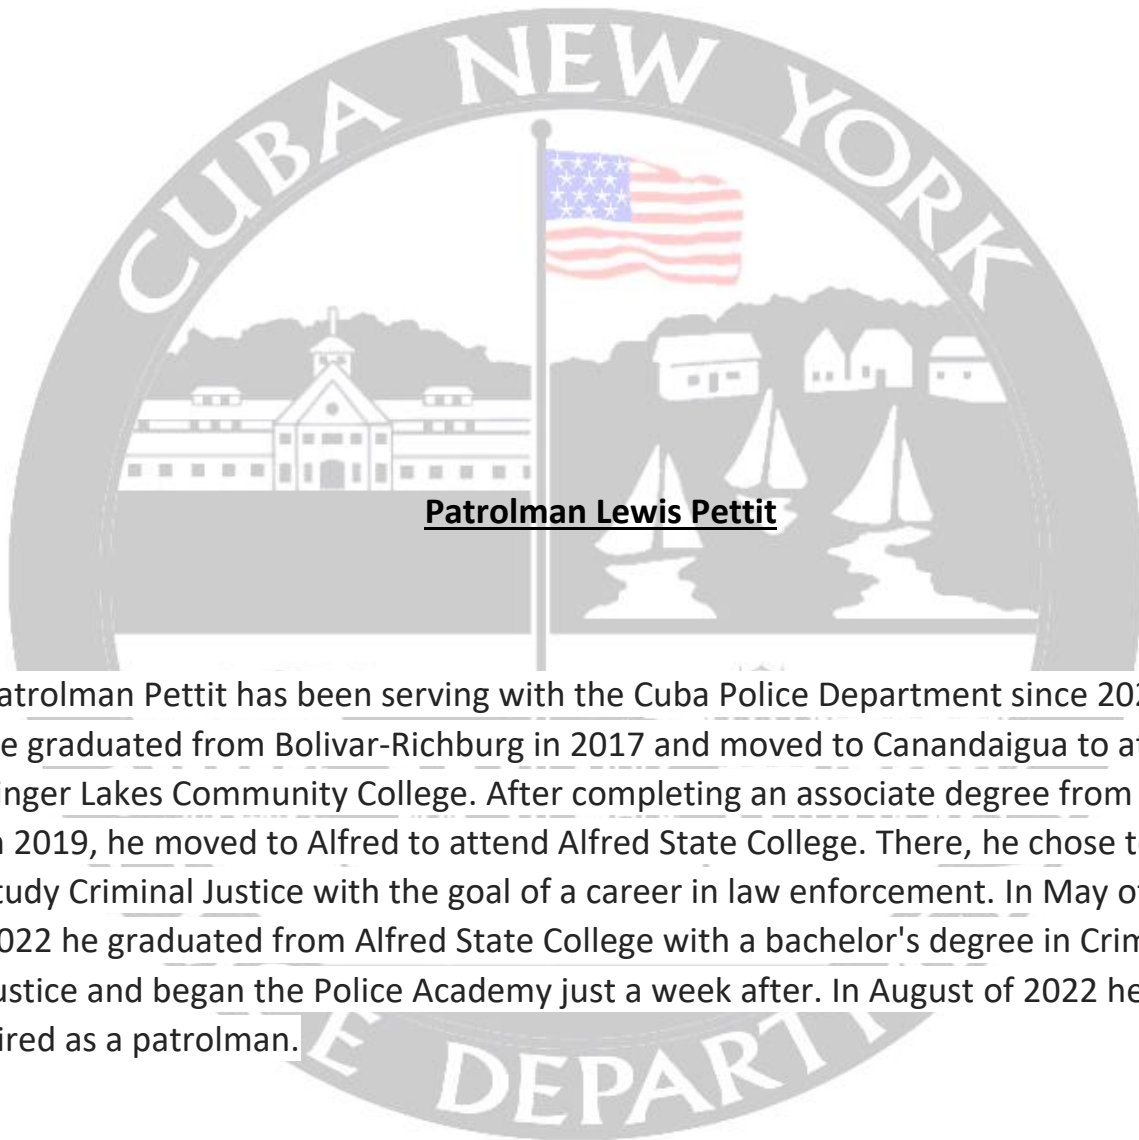 CUBA NEW YORK
Patrolman Lewis Pettit
atrolman Pettit has been serving with the Cuba Police Department since 202
e graduated from Bolivar-Richburg in 2017 and moved to Canandaigua to at
inger Lakes Community College. After completing an associate degree from
n 2019, he moved to Alfred to attend Alfred State College. There, he chose to
tudy Criminal Justice with the goal of a career in law enforcement. In May of
022 he graduated from Alfred State College with a bachelor's degree in Crim
ustice and began the Police Academy just a week after. In August of 2022 he
ired as a patrolman.
E DEPART